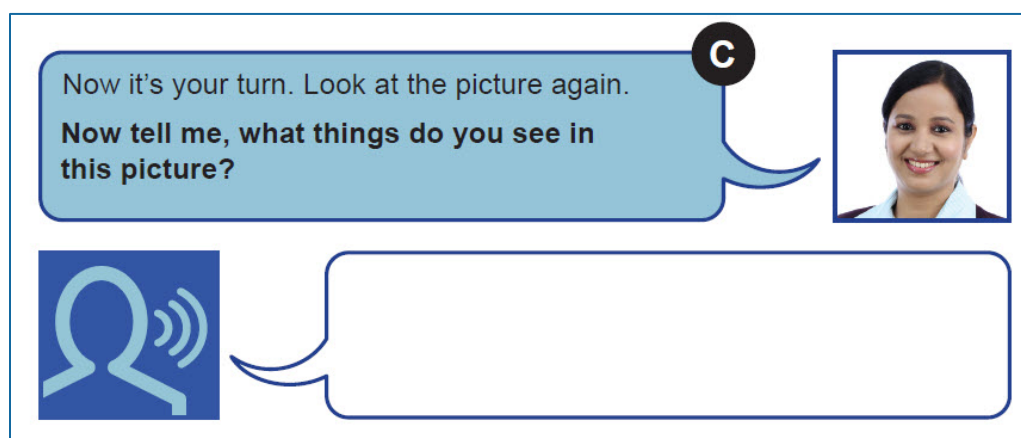 C
Now it's your turn. Look at the picture again.
Now tell me, what things do you see in
this picture?